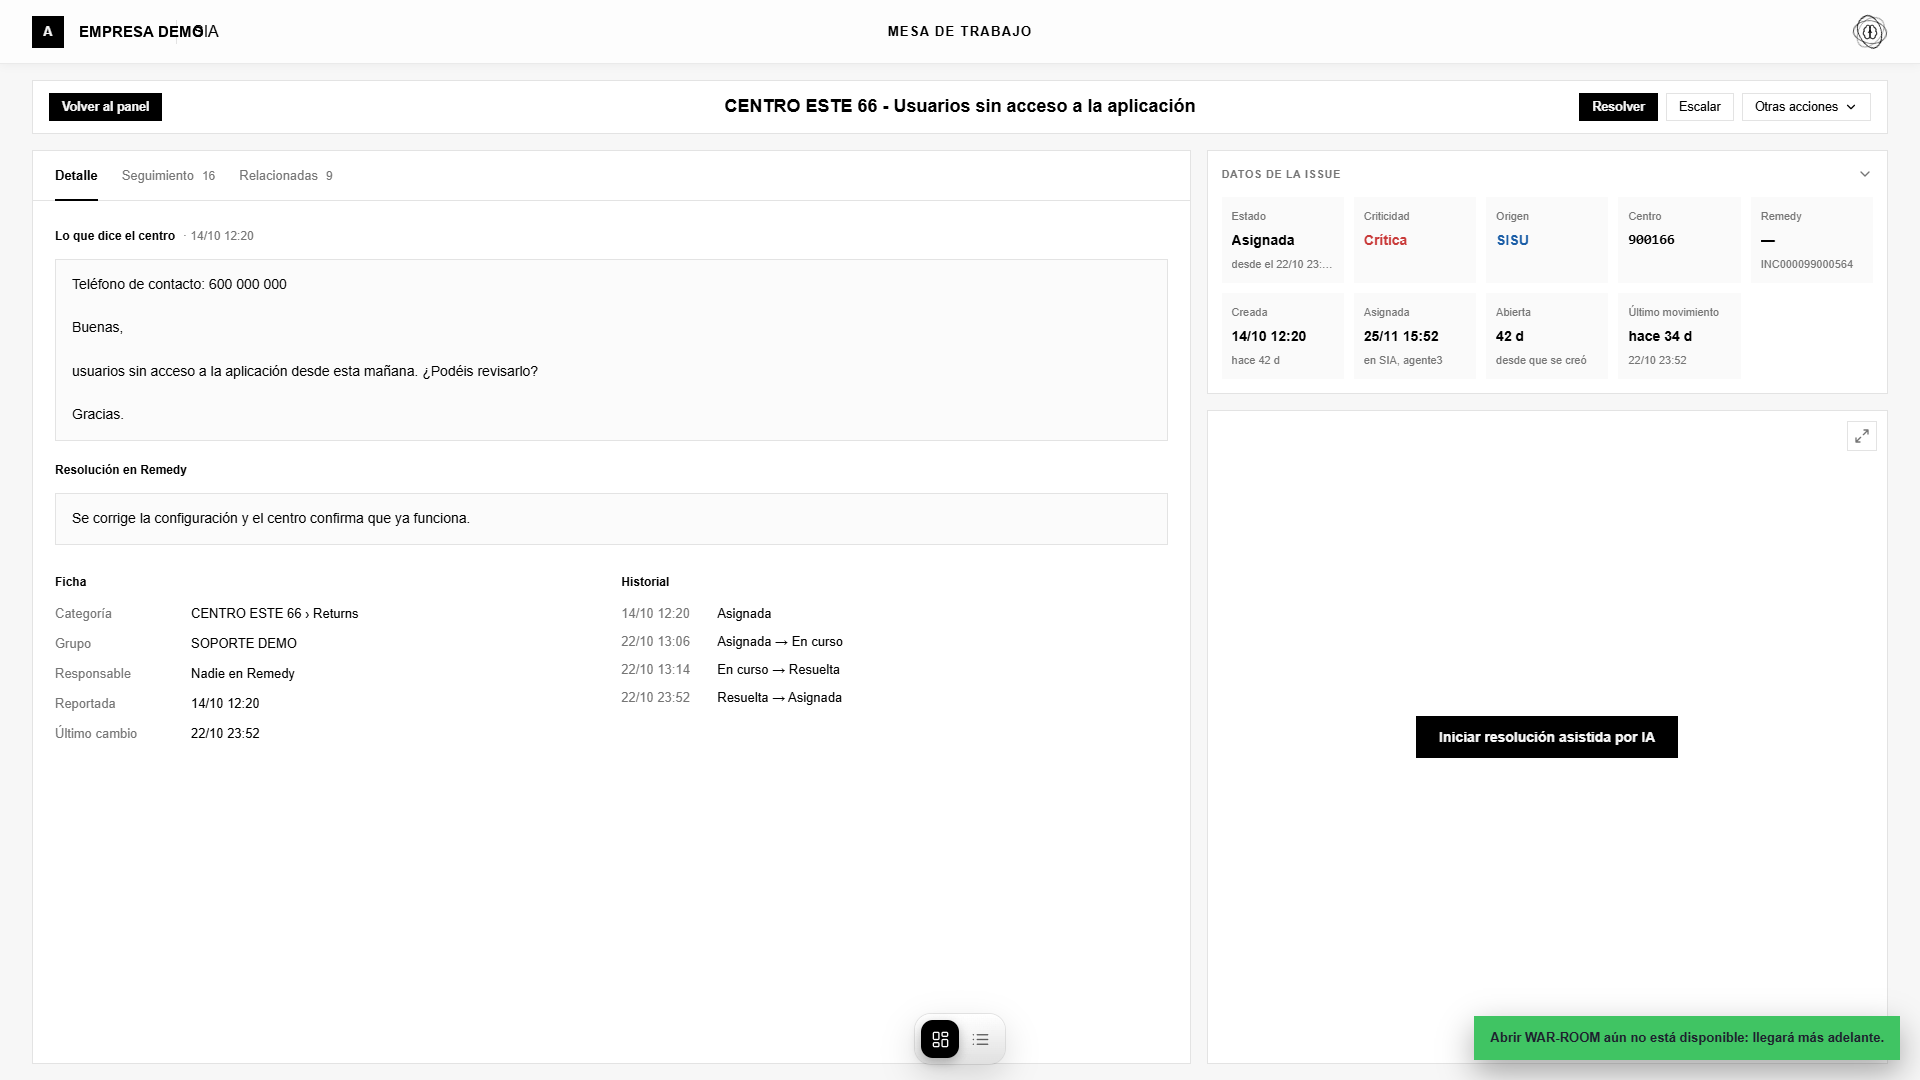 A EMPRESA DEMO SIA
MESA DE TRABAJO
Volver al panel
CENTRO ESTE 66 - Usuarios sin acceso a la aplicación
Resolver
Escalar
Otras acciones
Detalle
Seguimiento 16
Relacionadas 9
Lo que dice el centro · 14/10 12:20
Teléfono de contacto: 600 000 000
Buenas,
usuarios sin acceso a la aplicación desde esta mañana. ¿Podéis revisarlo?
Gracias.
Resolución en Remedy
Se corrige la configuración y el centro confirma que ya funciona.
Ficha
Categoría CENTRO ESTE 66 › Returns
Grupo SOPORTE DEMO
Responsable Nadie en Remedy
Reportada 14/10 12:20
Último cambio 22/10 23:52
Historial
14/10 12:20 Asignada
22/10 13:06 Asignada → En curso
22/10 13:14 En curso → Resuelta
22/10 23:52 Resuelta → Asignada
DATOS DE LA ISSUE
Estado
Asignada
desde el 22/10 23:...
Criticidad
Crítica
Origen
SISU
Centro
900166
Remedy
—
INC000099000564
Creada
14/10 12:20
hace 42 d
Asignada
25/11 15:52
en SIA, agente3
Abierta
42 d
desde que se creó
Último movimiento
hace 34 d
22/10 23:52
Iniciar resolución asistida por IA
Abrir WAR-ROOM aún no está disponible: llegará más adelante.